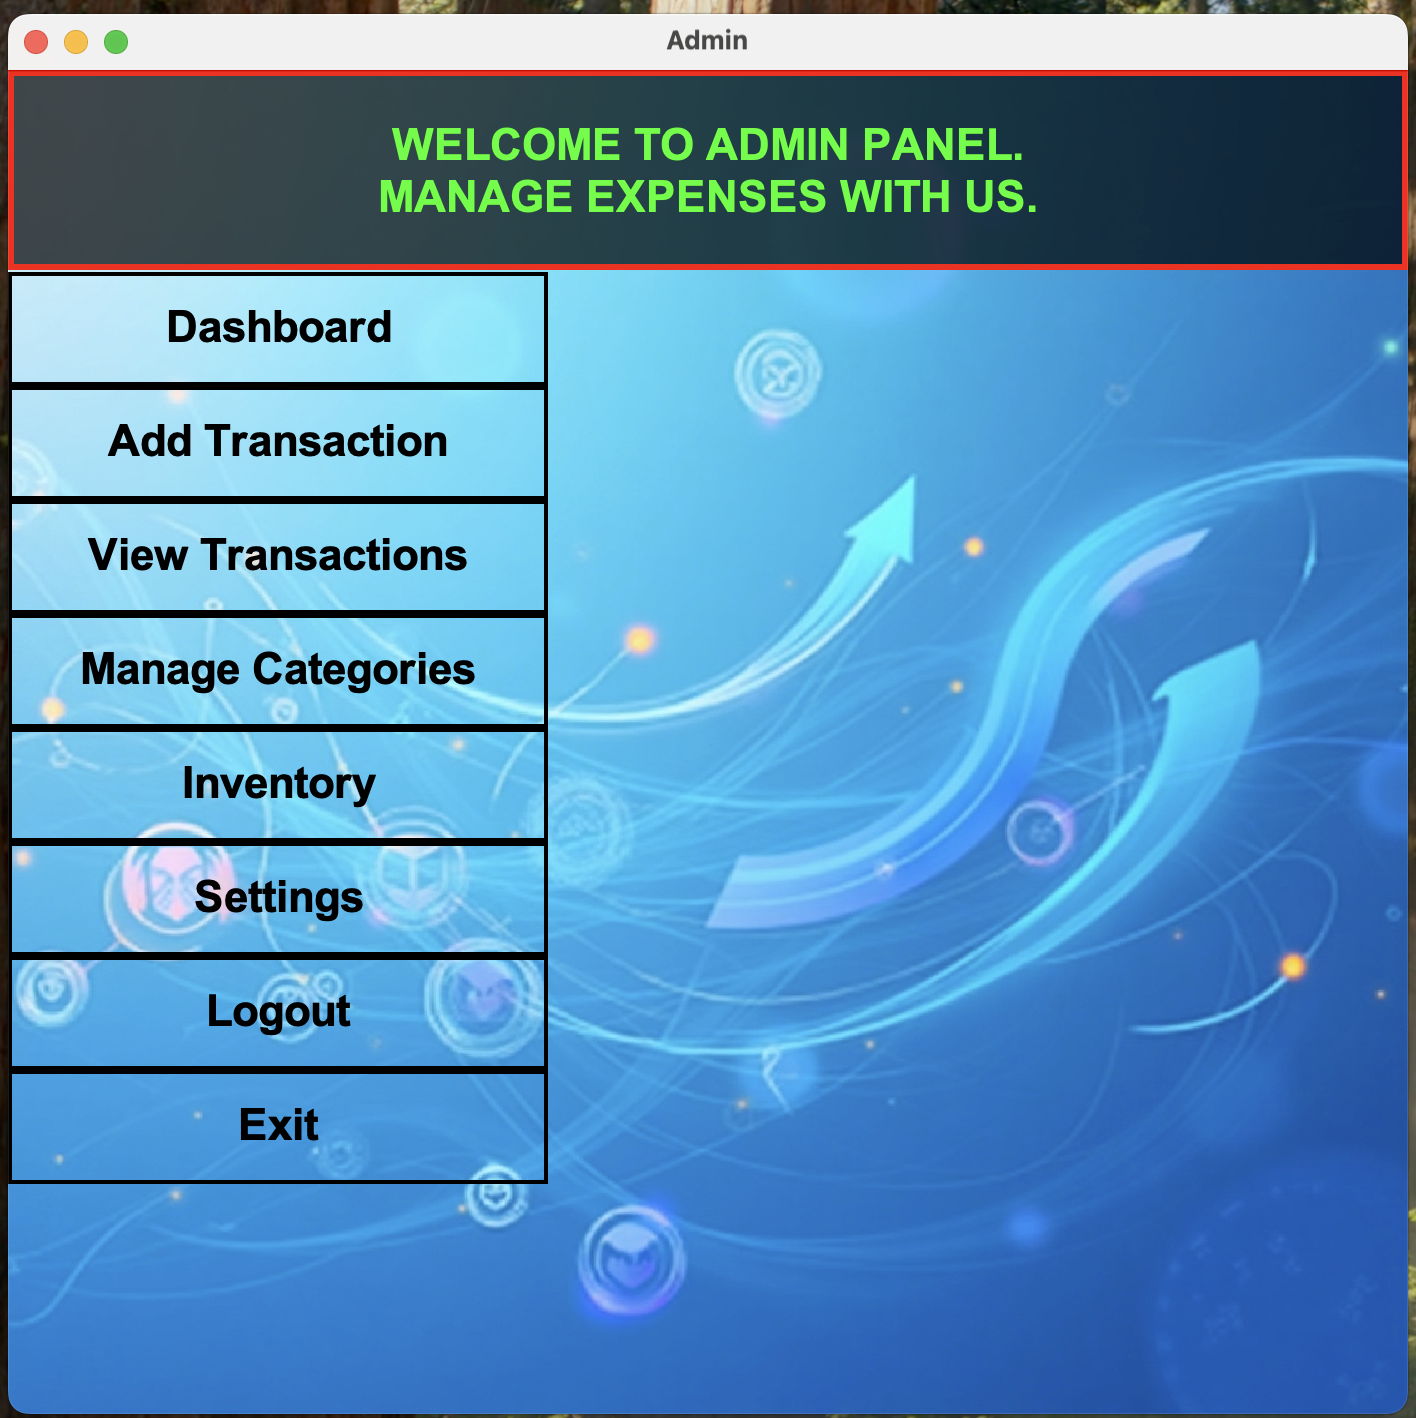 Admin
WELCOME TO ADMIN PANEL.
MANAGE EXPENSES WITH US.
Dashboard
Add Transaction
View Transactions
Manage Categories
Inventory
Settings
Logout
Exit